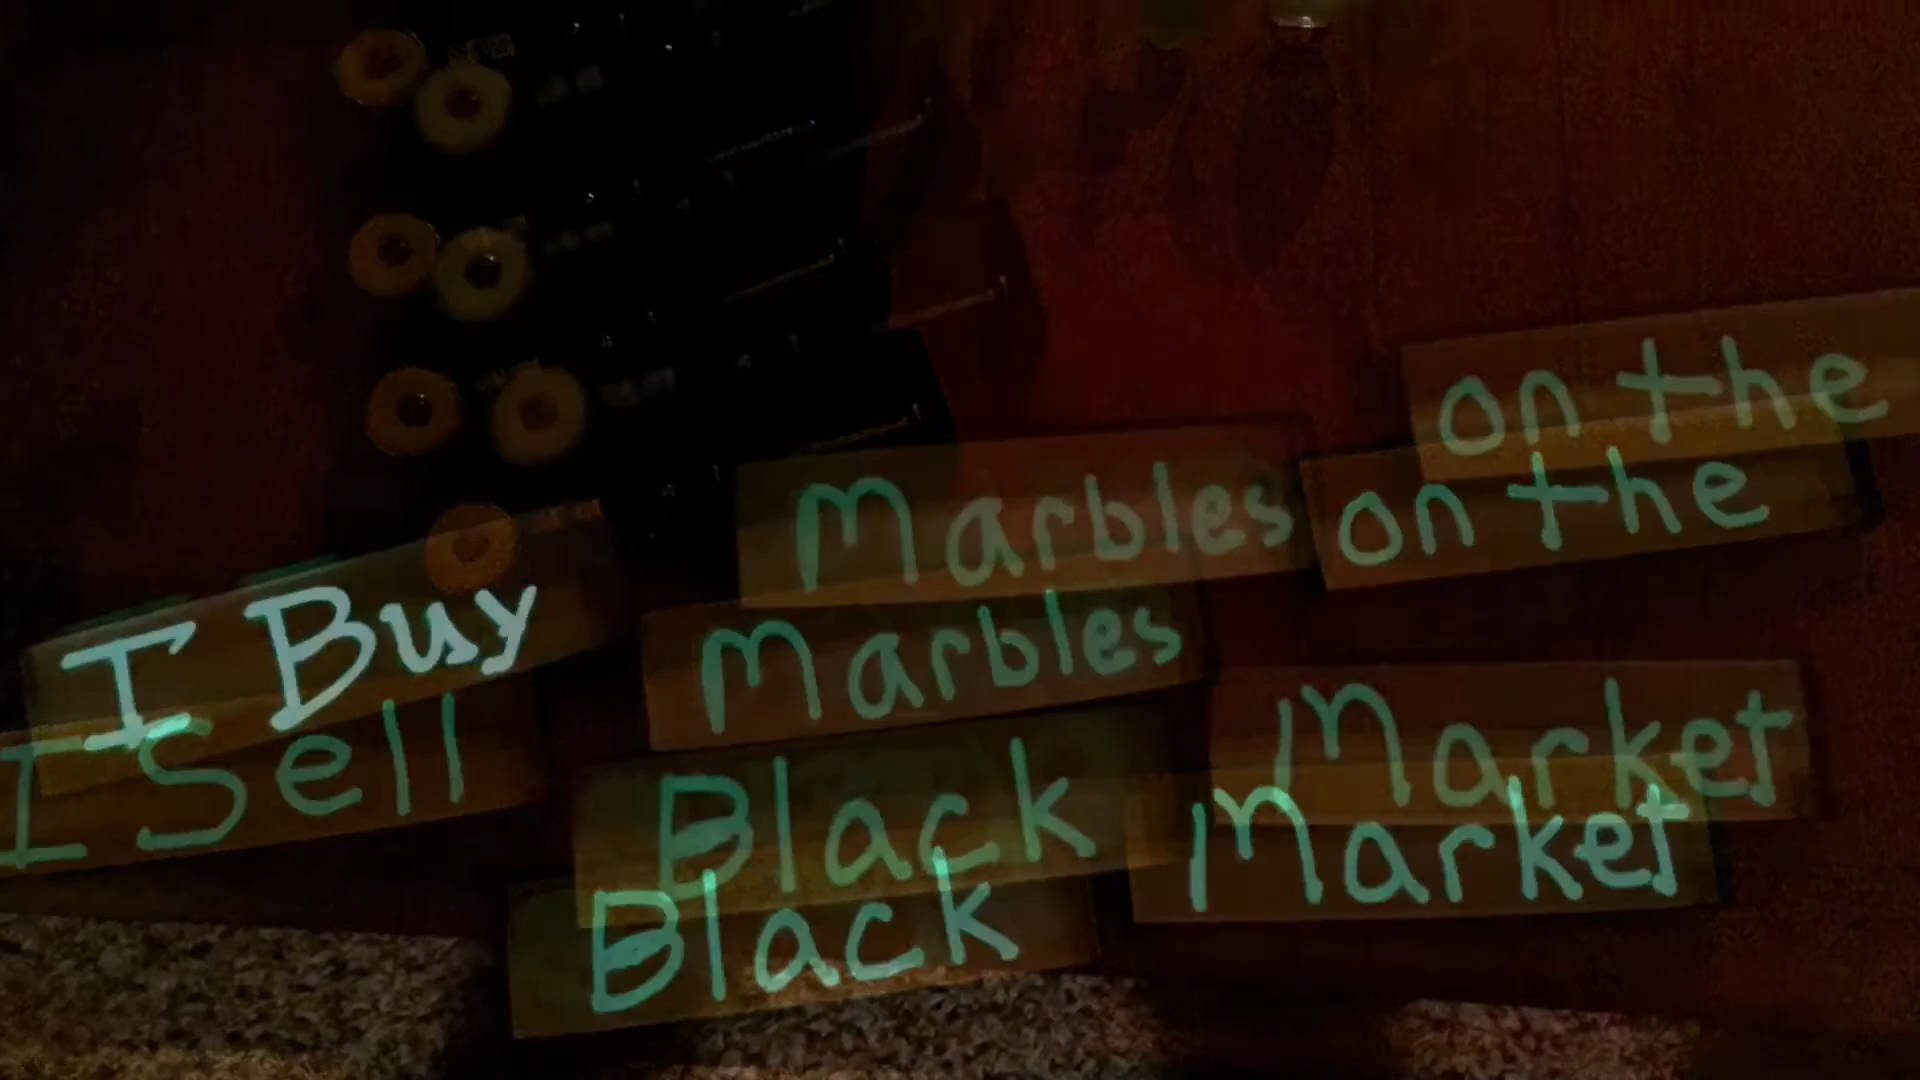 on the
Marbles on the
I Buy Marbles
I Sell Black Market
Black Market